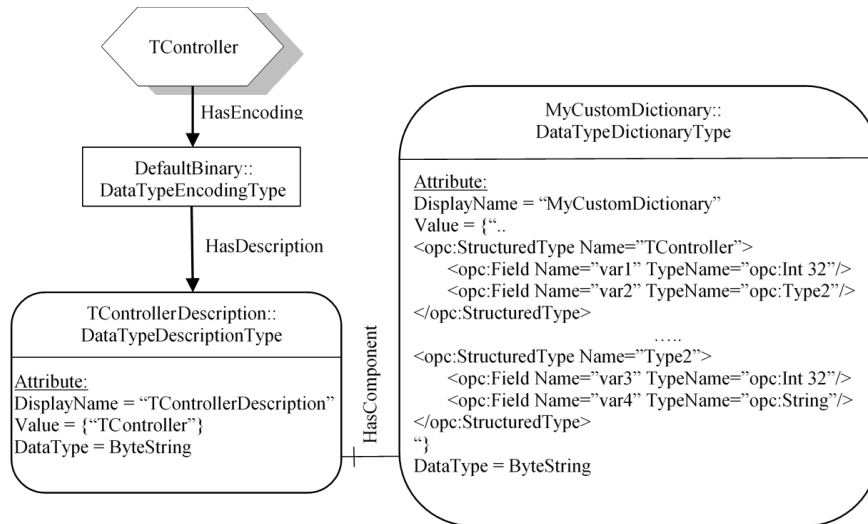 TController
HasEncoding
DefaultBinary::
DataTypeEncodingType
HasDescription
TControllerDescription::
DataTypeDescriptionType
Attribute:
DisplayName = “TControllerDescription”
Value = {“TController”}
DataType = ByteString
HasComponent
MyCustomDictionary::
DataTypeDictionaryType
Attribute:
DisplayName = “MyCustomDictionary”
Value = {“..
<opc:StructuredType Name=”TController”>
<opc:Field Name=”var1” TypeName=”opc:Int 32”/>
<opc:Field Name=”var2” TypeName=”opc:Type2”/>
</opc:StructuredType>
…..
<opc:StructuredType Name=”Type2”>
<opc:Field Name=”var3” TypeName=”opc:Int 32”/>
<opc:Field Name=”var4” TypeName=”opc:String”/>
</opc:StructuredType>
“}
DataType = ByteString